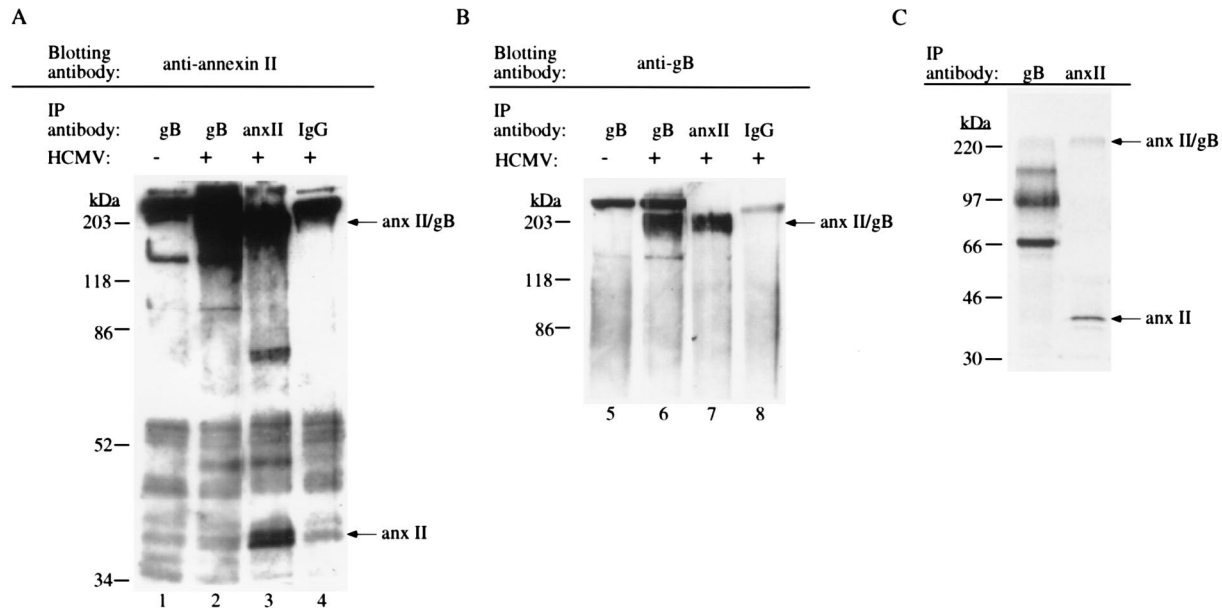 A
Blotting antibody: anti-annexin II
IP antibody: gB gB anxII IgG
HCMV: - + + +
kDa
203
118
86
52
34
anx II/gB
anx II
1 2 3 4
B
Blotting antibody: anti-gB
IP antibody: gB gB anxII IgG
HCMV: - + + +
kDa
203
118
86
anx II/gB
5 6 7 8
C
IP antibody: gB anxII
kDa
220
97
66
46
30
anx II/gB
anx II